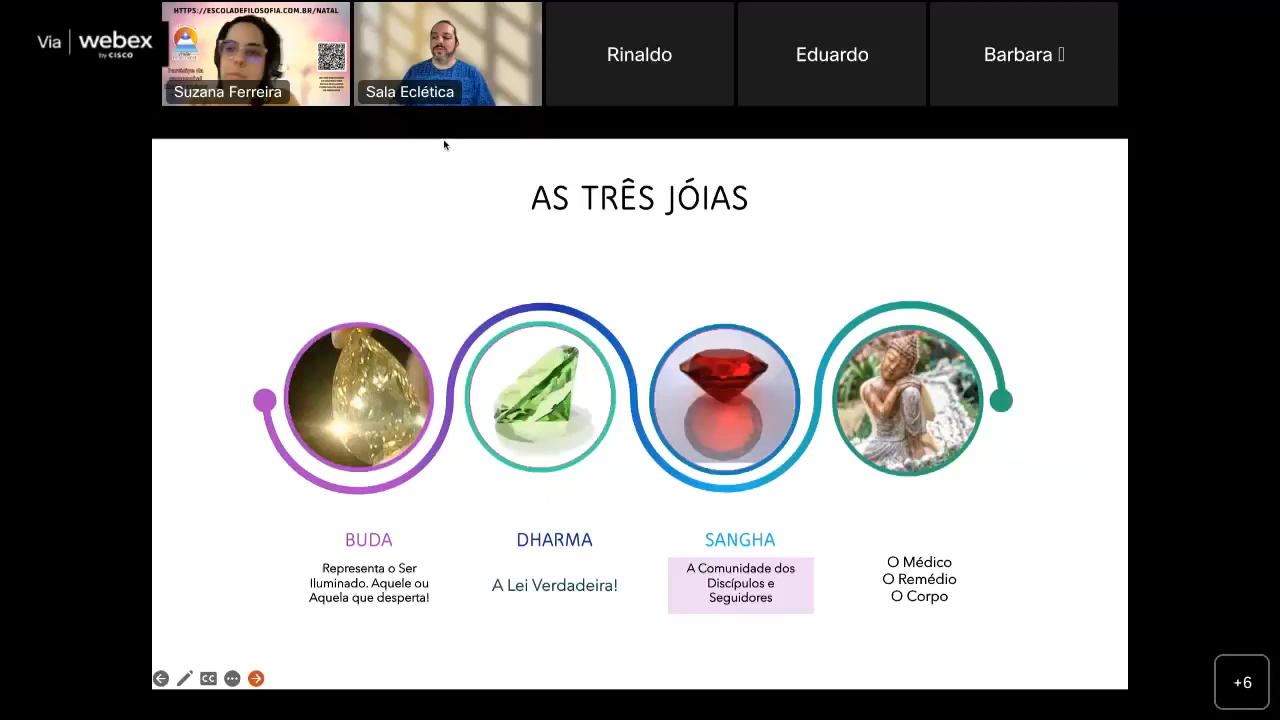 Via webex
by CISCO
HTTPS://ESCOLADEFILOSOFIA.COM.BR/NATAL
Suzana Ferreira
Sala Eclética
Rinaldo
Eduardo
Barbara
AS TRÊS JÓIAS
BUDA
Representa o Ser
Iluminado. Aquele ou
Aquela que desperta!
DHARMA
A Lei Verdadeira!
SANGHA
A Comunidade dos
Discípulos e
Seguidores
O Médico
O Remédio
O Corpo
CC
+6